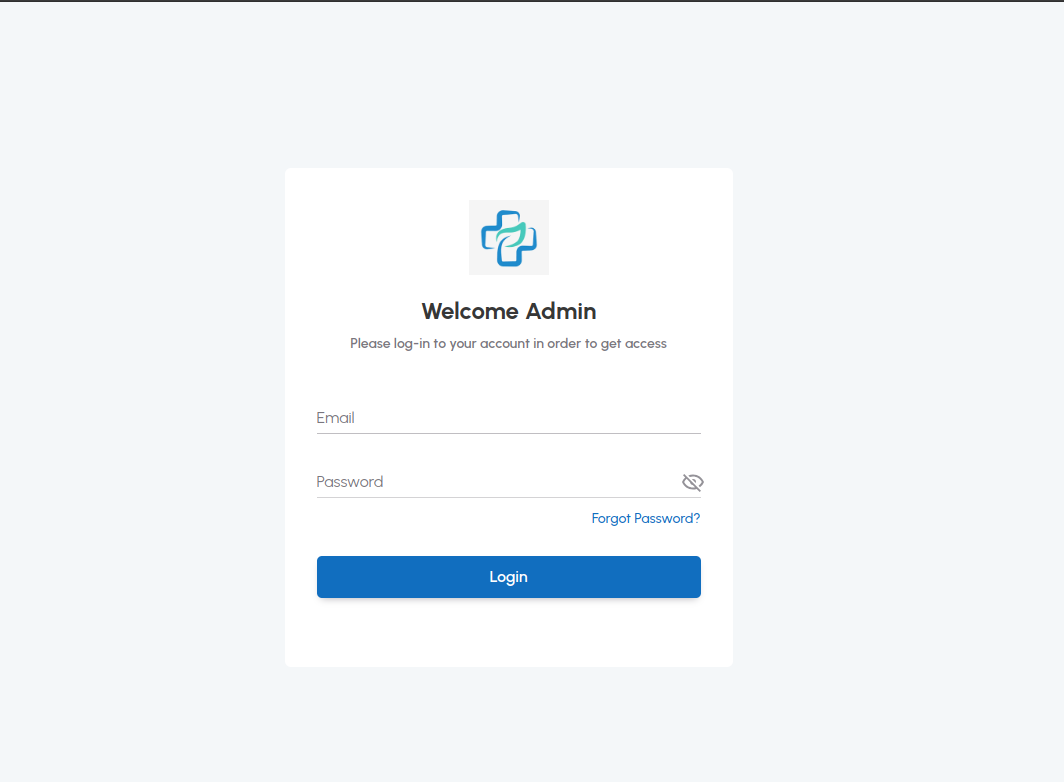 Welcome Admin
Please log-in to your account in order to get access
Email
Password
Forgot Password?
Login